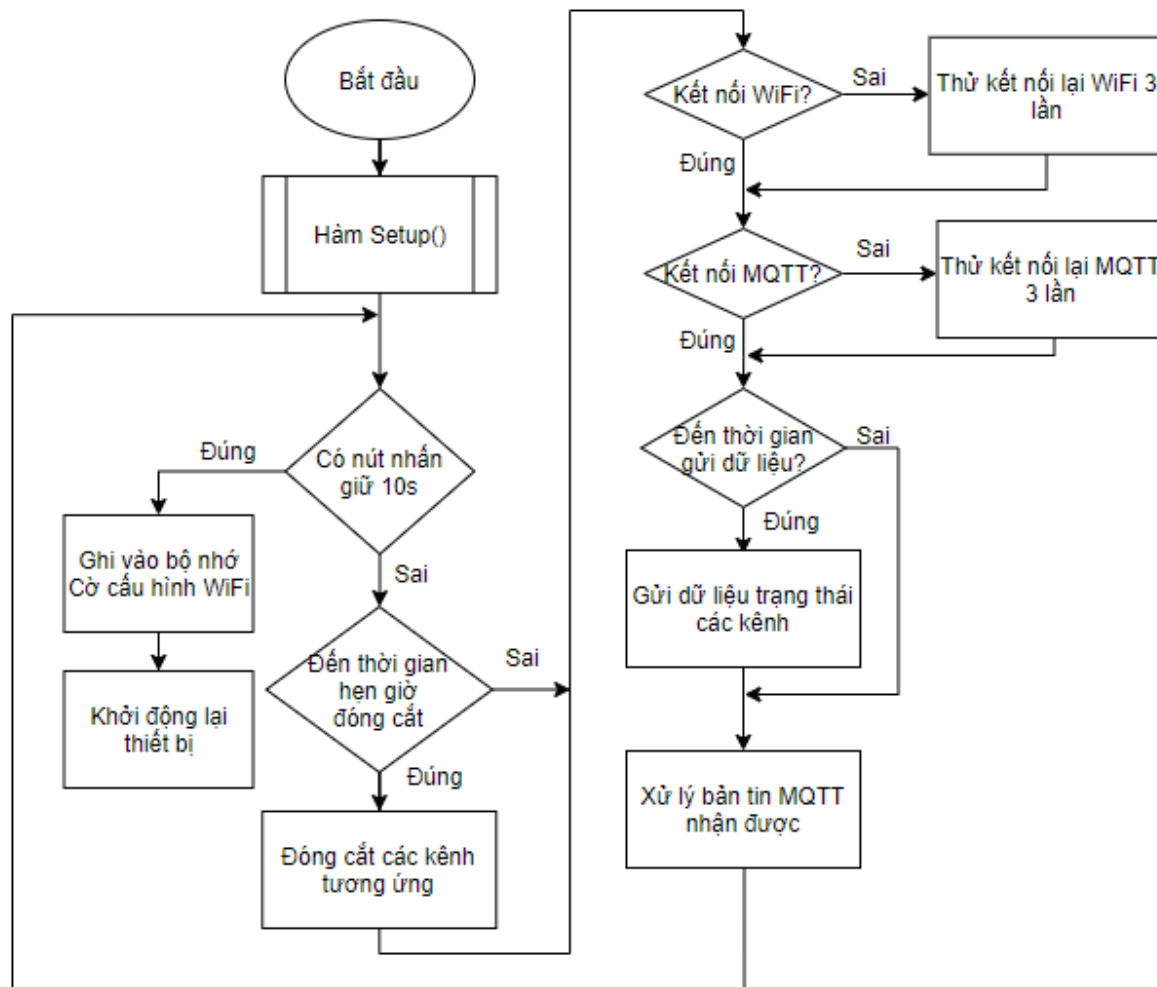 Bắt đầu
Hàm Setup()
Có nút nhấn
giữ 10s
Đúng
Ghi vào bộ nhớ
Cờ cấu hình WiFi
Khởi động lại
thiết bị
Sai
Đến thời gian
hẹn giờ
đóng cắt
Sai
Đúng
Đóng cắt các kênh
tương ứng
Kết nối WiFi?
Sai
Thử kết nối lại WiFi 3
lần
Đúng
Kết nối MQTT?
Sai
Thử kết nối lại MQTT
3 lần
Đúng
Đến thời gian
gửi dữ liệu?
Sai
Đúng
Gửi dữ liệu trạng thái
các kênh
Xử lý bản tin MQTT
nhận được